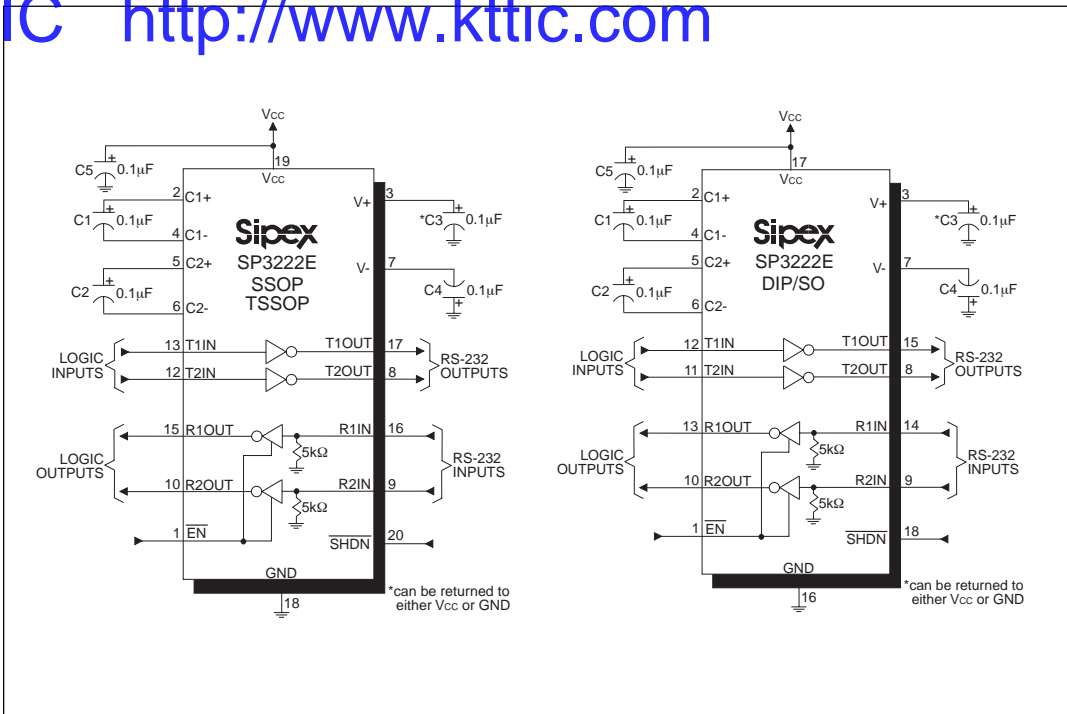 IC http://www.kttic.com
VCC
C5 + 0.1µF
19
VCC
2 C1+
C1 + 0.1µF
4 C1-
5 C2+
C2 + 0.1µF
6 C2-
V+ 3
*C3 + 0.1µF
V- 7
C4 0.1µF +
Sipex
SP3222E
SSOP
TSSOP
LOGIC
INPUTS
13 T1IN T1OUT 17
12 T2IN T2OUT 8
RS-232
OUTPUTS
LOGIC
OUTPUTS
15 R1OUT R1IN 16
5kΩ
10 R2OUT R2IN 9
5kΩ
RS-232
INPUTS
1 EN
SHDN 20
GND
18
*can be returned to
either VCC or GND
VCC
C5 + 0.1µF
17
VCC
2 C1+
C1 + 0.1µF
4 C1-
5 C2+
C2 + 0.1µF
6 C2-
V+ 3
*C3 + 0.1µF
V- 7
C4 0.1µF +
Sipex
SP3222E
DIP/SO
LOGIC
INPUTS
12 T1IN T1OUT 15
11 T2IN T2OUT 8
RS-232
OUTPUTS
LOGIC
OUTPUTS
13 R1OUT R1IN 14
5kΩ
10 R2OUT R2IN 9
5kΩ
RS-232
INPUTS
1 EN
SHDN 18
GND
16
*can be returned to
either VCC or GND